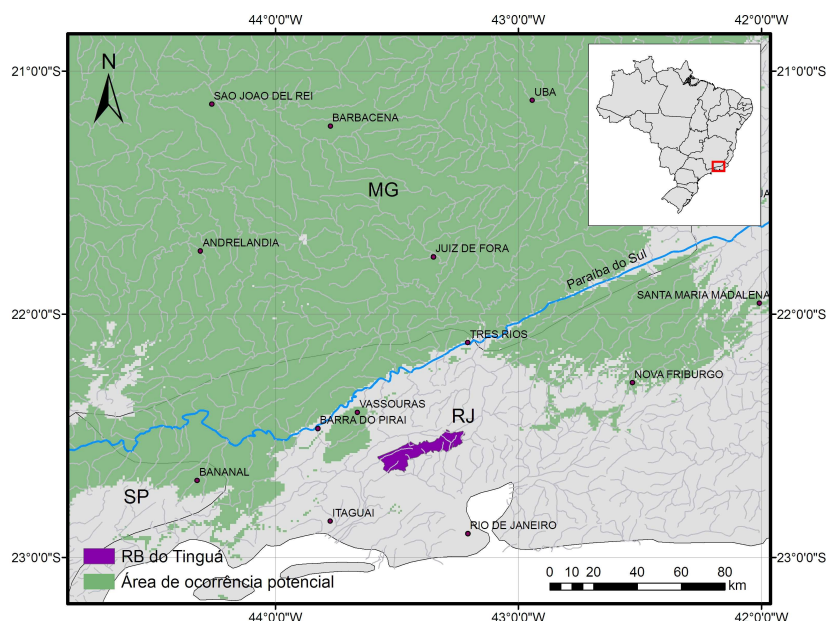 44°0'0"W 43°0'0"W 42°0'0"W
21°0'0"S
21°0'0"S
N
SAO JOAO DEL REI
UBA
BARBACENA
MG
ANDRELANDIA
JUIZ DE FORA
Paraíba do Sul
22°0'0"S
SANTA MARIA MADALENA
22°0'0"S
TRES RIOS
NOVA FRIBURGO
VASSOURAS
RJ
BARRA DO PIRAI
BANANAL
SP
ITAGUAI
RIO DE JANEIRO
23°0'0"S
RB do Tinguá
23°0'0"S
Área de ocorrência potencial
0 10 20 40 60 80
km
44°0'0"W 43°0'0"W 42°0'0"W